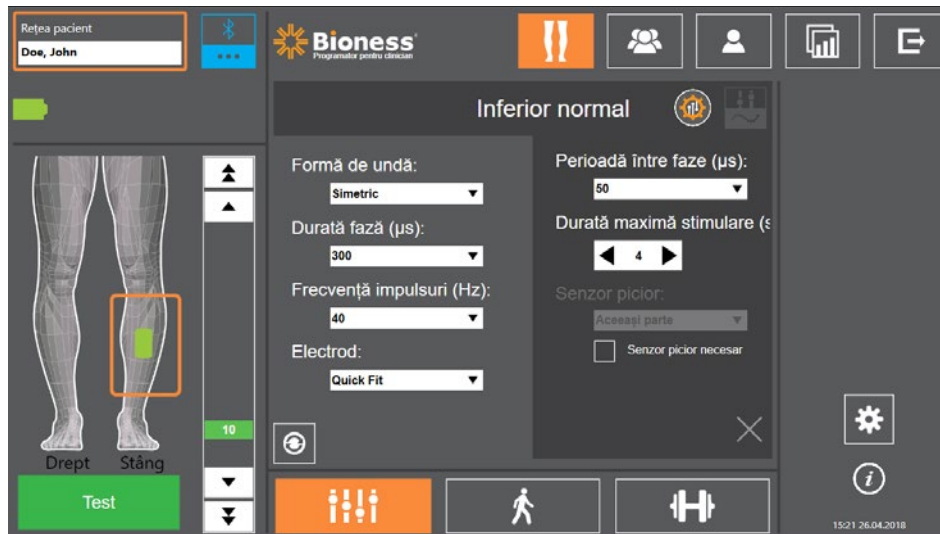 Rețea pacient
Doe, John
Bioness
Programator pentru clinician
Inferior normal
Formă de undă:
Simetric
Durată fază (µs):
300
Frecvență impulsuri (Hz):
40
Electrod:
Quick Fit
Perioadă între faze (µs):
50
Durată maximă stimulare (s
4
Senzor picior:
Aceeași parte
Senzor picior necesar
10
Drept Stâng
Test
15:21 26.04.2018